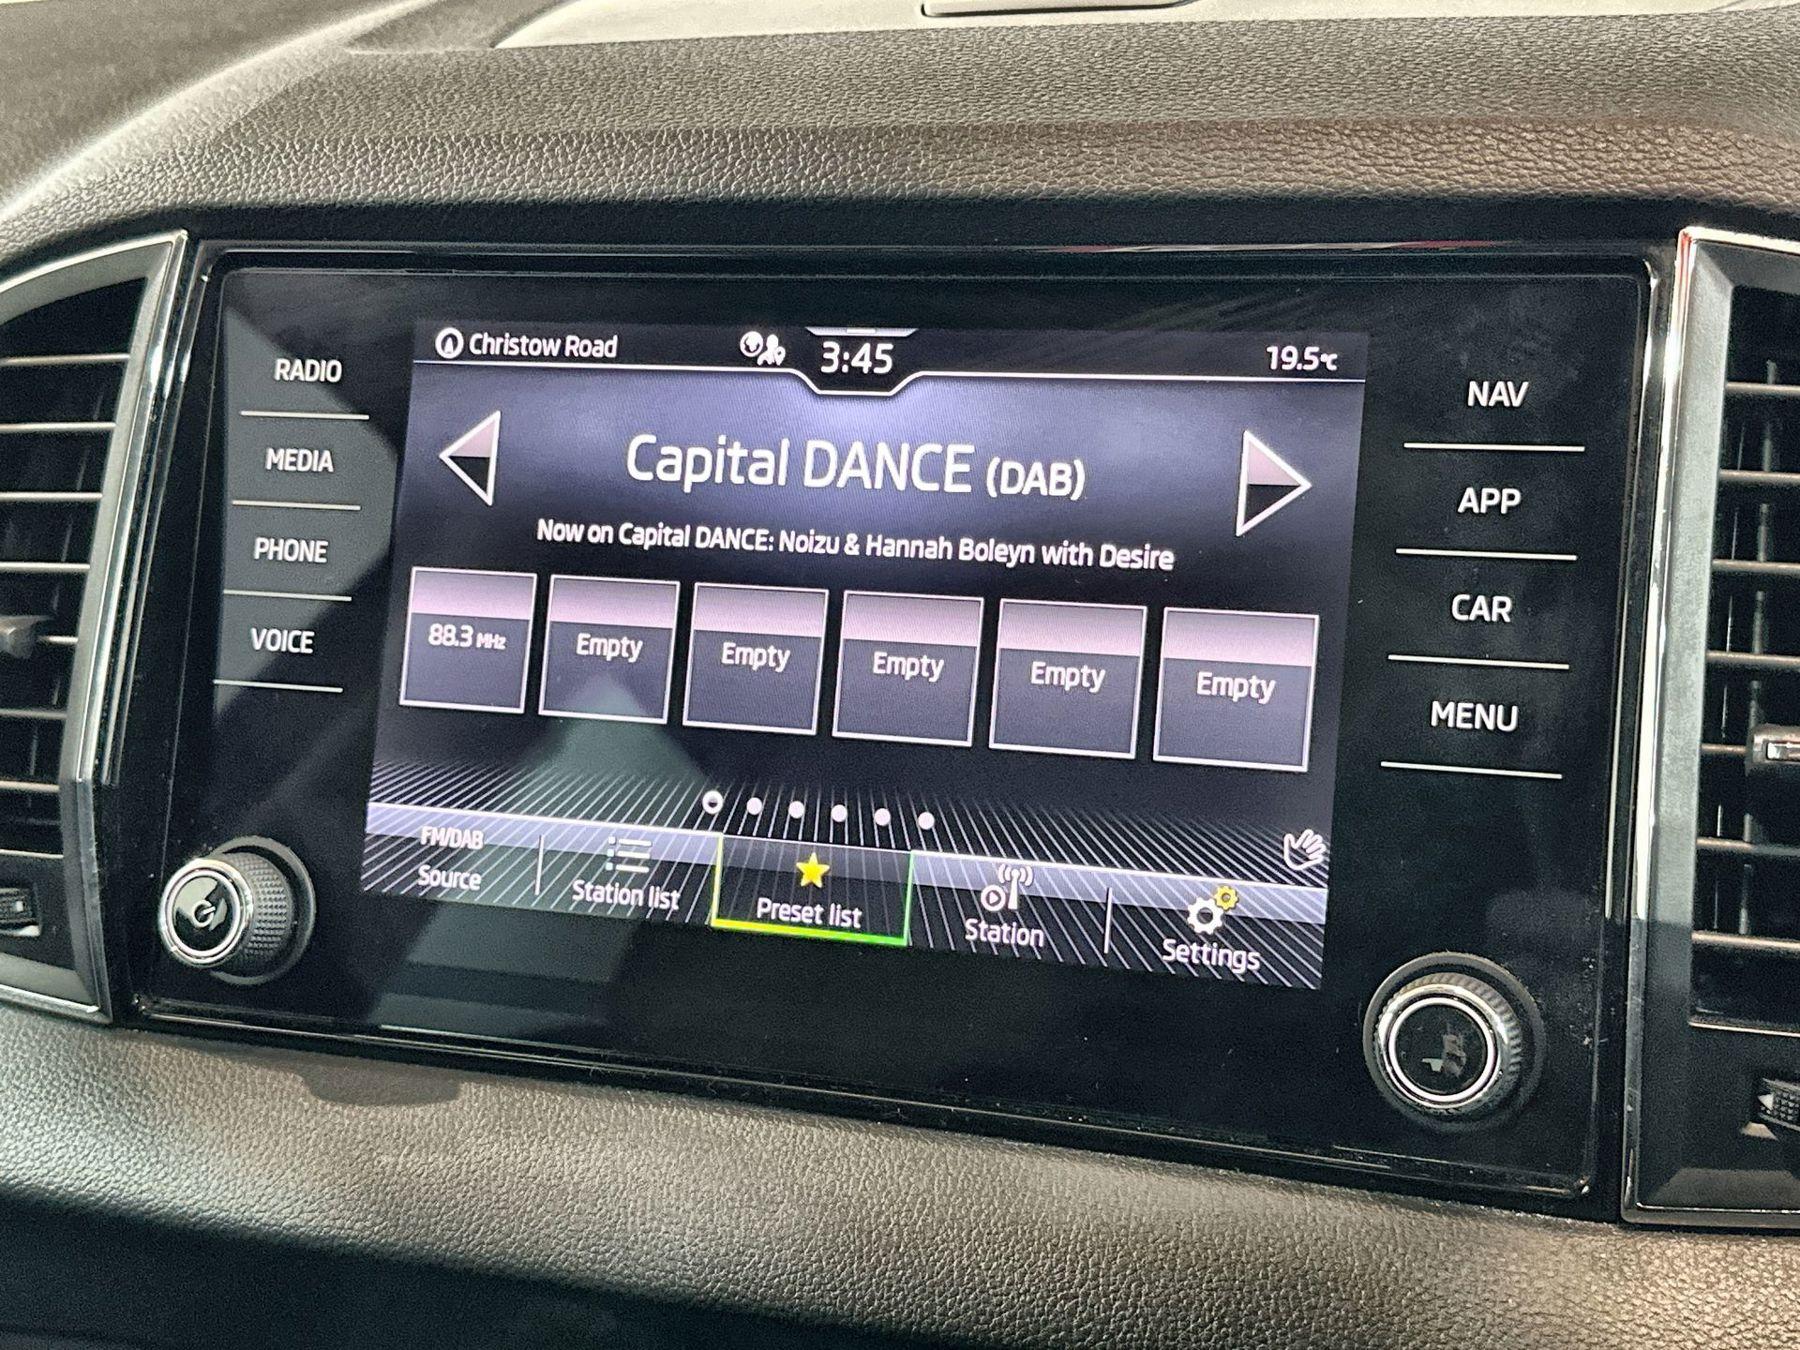 Christow Road
3:45
19.5°C
RADIO
MEDIA
PHONE
VOICE
Capital DANCE (DAB)
Now on Capital DANCE: Noizu & Hannah Boleyn with Desire
88.3 MHz
Empty
Empty
Empty
Empty
Empty
FM/DAB
Source
Station list
Preset list
Station
Settings
NAV
APP
CAR
MENU